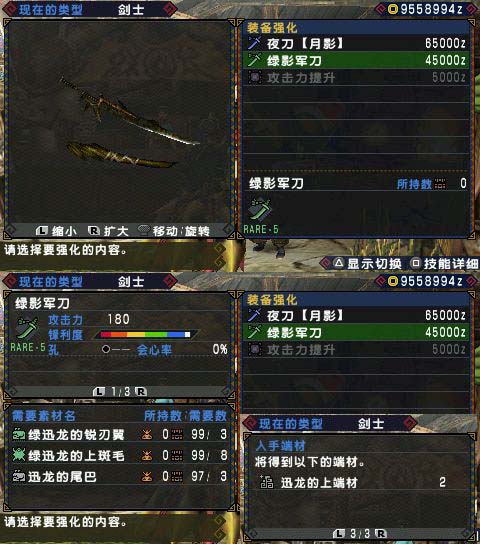 现在的类型 剑士
9558994z
装备强化
夜刀【月影】 65000z
绿影军刀 45000z
攻击力提升 5000z
绿影军刀 所持数 0
RARE-5
L 缩小 R 扩大 移动/旋转
请选择要强化的内容。
△显示切换 □技能详细
现在的类型 剑士
9558994z
绿影军刀
攻击力 180
锋利度
RARE-5 孔 ●－－ 会心率 0%
L 1/3 R
装备强化
夜刀【月影】 65000z
绿影军刀 45000z
攻击力提升 5000z
需要素材名 所持数/需要数
绿迅龙的锐刃翼 0 99/ 3
绿迅龙的上斑毛 0 99/ 8
迅龙的尾巴 0 97/ 3
请选择要强化的内容。
现在的类型 剑士
入手端材
将得到以下的端材。
迅龙的上端材 2
L 3/3 R